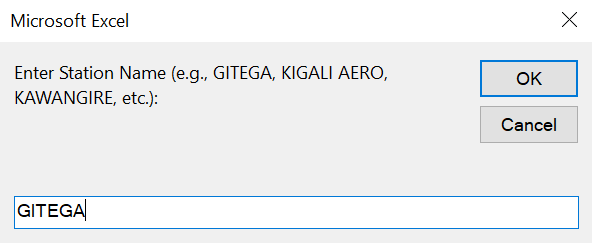 Microsoft Excel
Enter Station Name (e.g., GITEGA, KIGALI AERO,
KAWANGIRE, etc.):
OK
Cancel
GITEGA